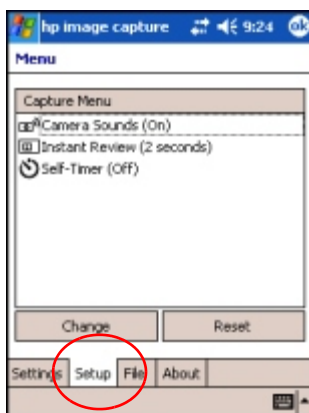 hp image capture 9:24 ok
Menu
Capture Menu
Camera Sounds (On)
Instant Review (2 seconds)
Self-Timer (Off)
Change Reset
Settings Setup File About